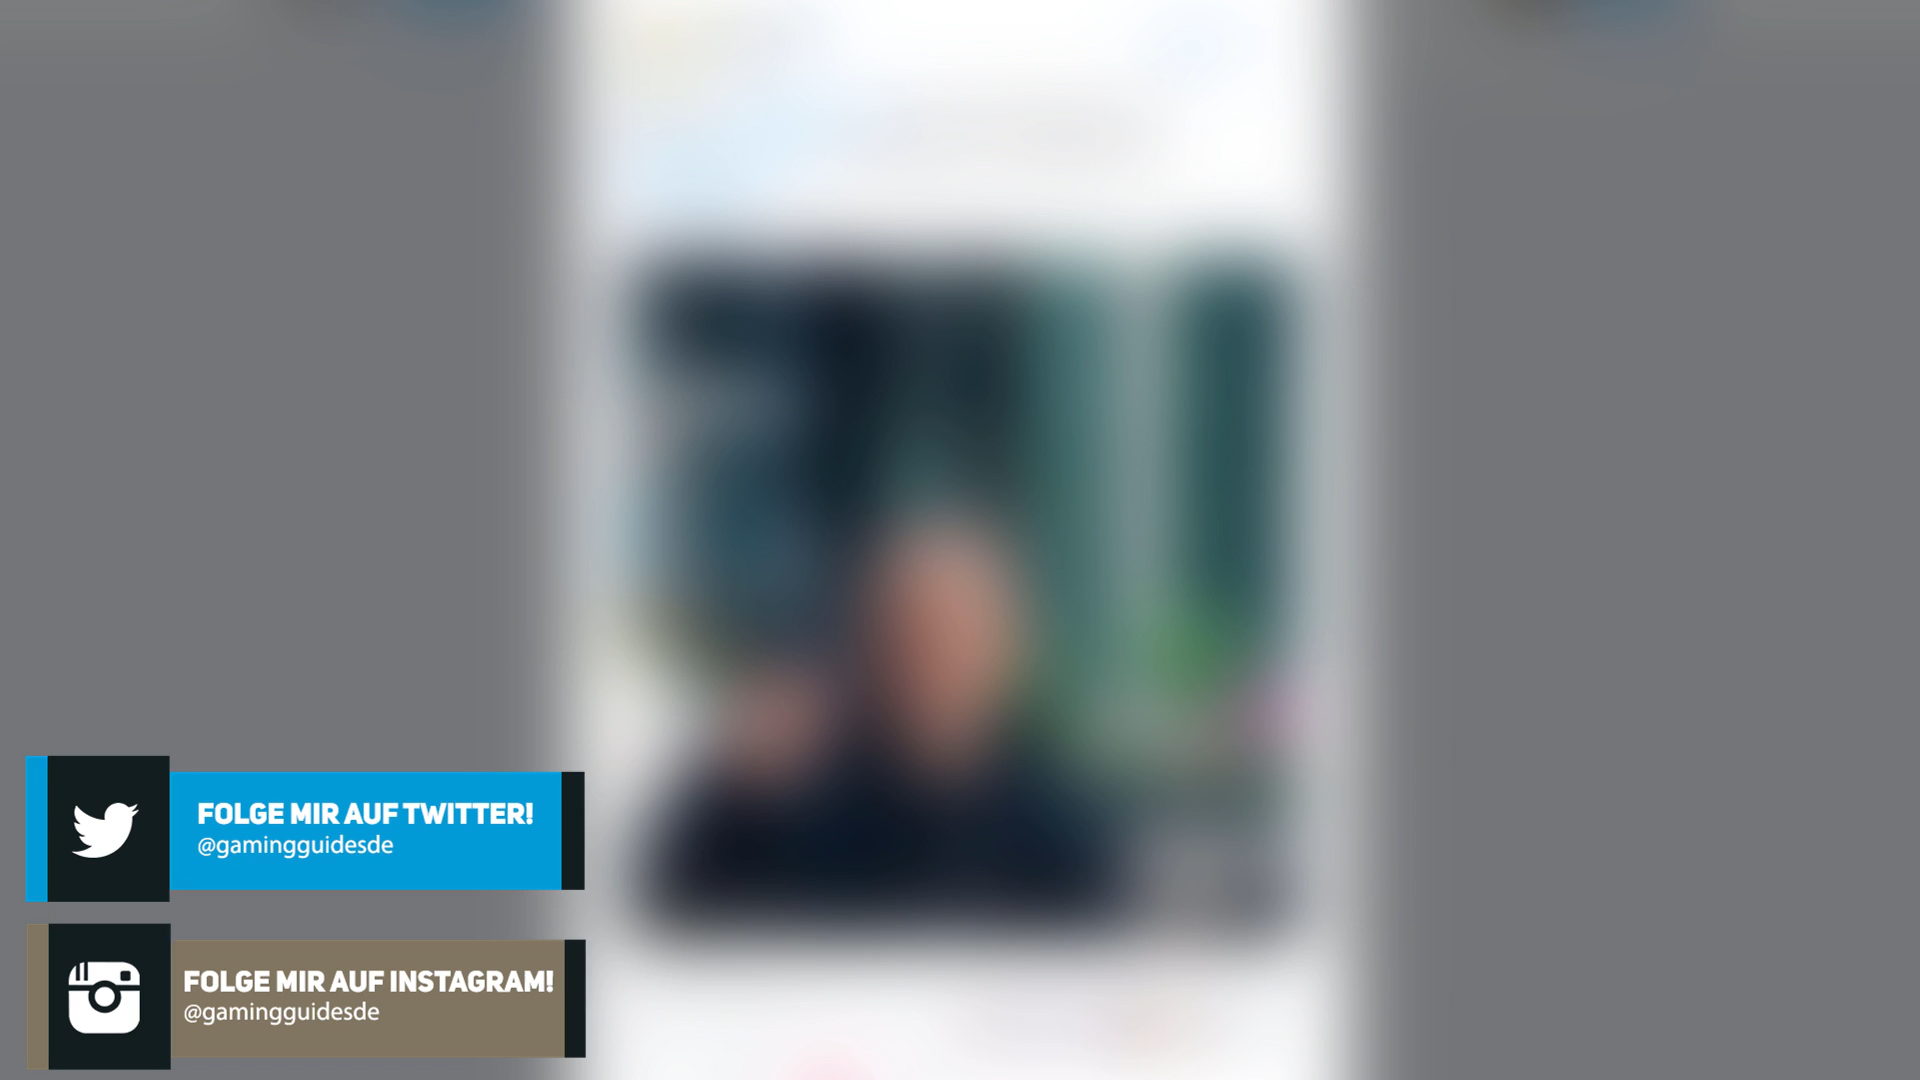 FOLGE MIR AUF TWITTER!
@gamingguidesde
FOLGE MIR AUF INSTAGRAM!
@gamingguidesde